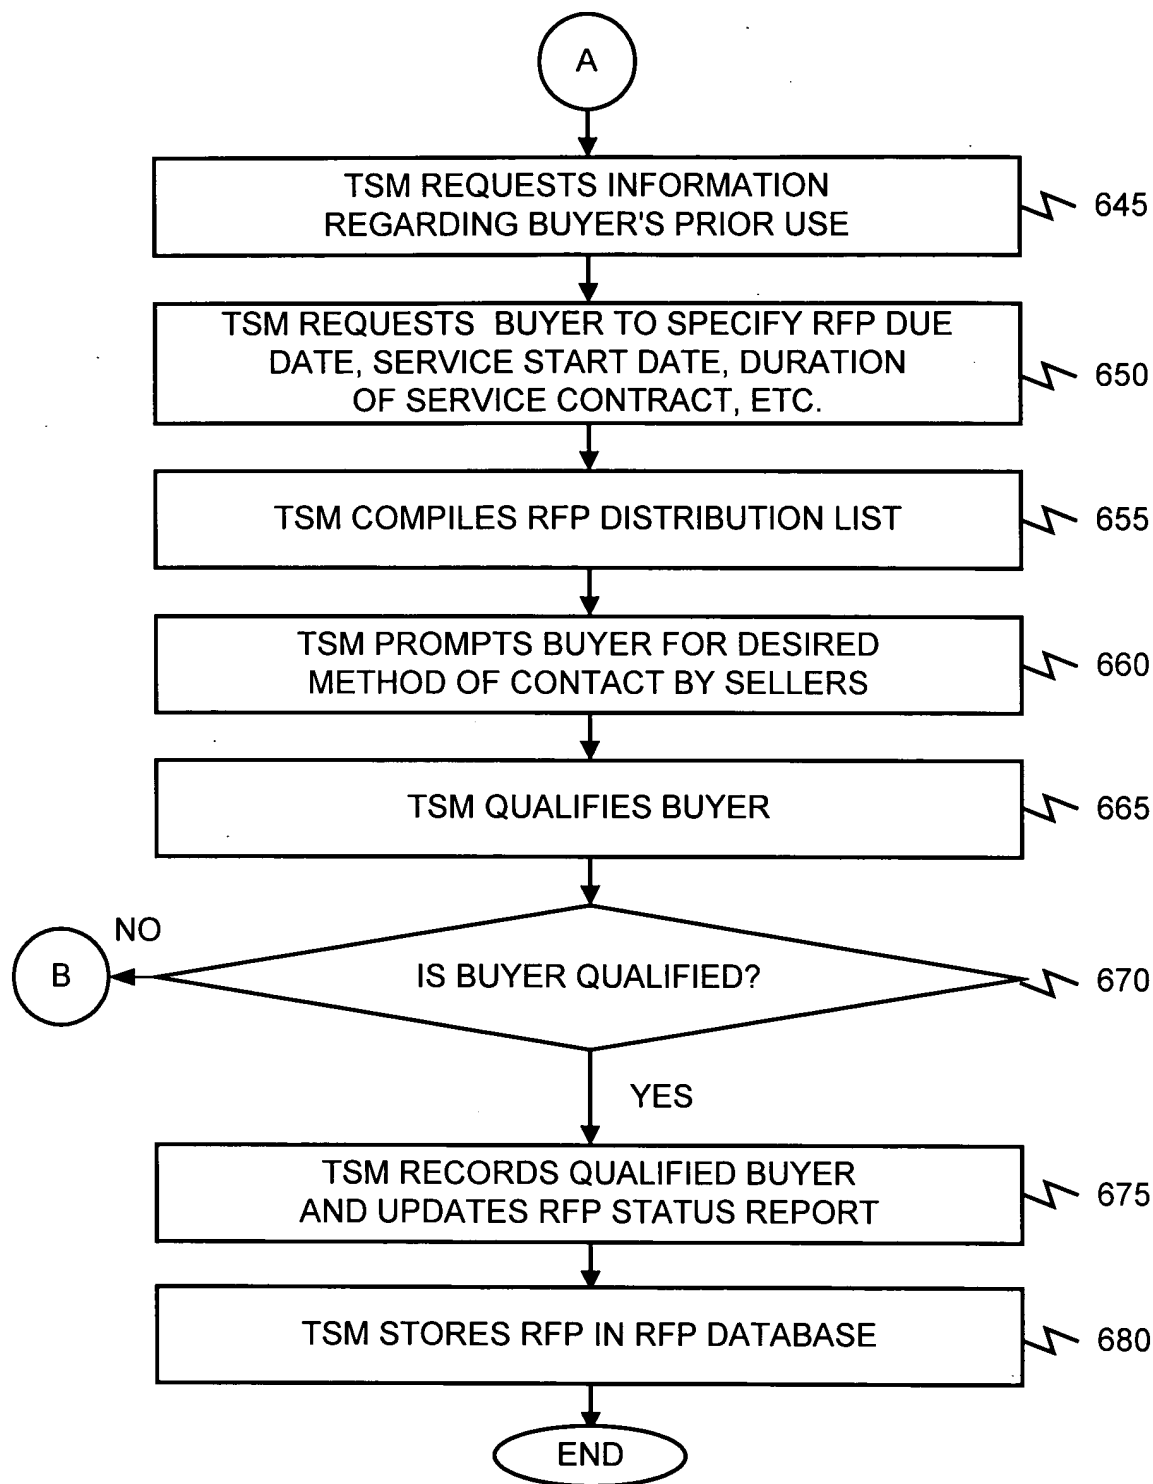 A
TSM REQUESTS INFORMATION
REGARDING BUYER'S PRIOR USE
645
TSM REQUESTS BUYER TO SPECIFY RFP DUE
DATE, SERVICE START DATE, DURATION
OF SERVICE CONTRACT, ETC.
650
TSM COMPILES RFP DISTRIBUTION LIST
655
TSM PROMPTS BUYER FOR DESIRED
METHOD OF CONTACT BY SELLERS
660
TSM QUALIFIES BUYER
665
NO
B
IS BUYER QUALIFIED?
670
YES
TSM RECORDS QUALIFIED BUYER
AND UPDATES RFP STATUS REPORT
675
TSM STORES RFP IN RFP DATABASE
680
END